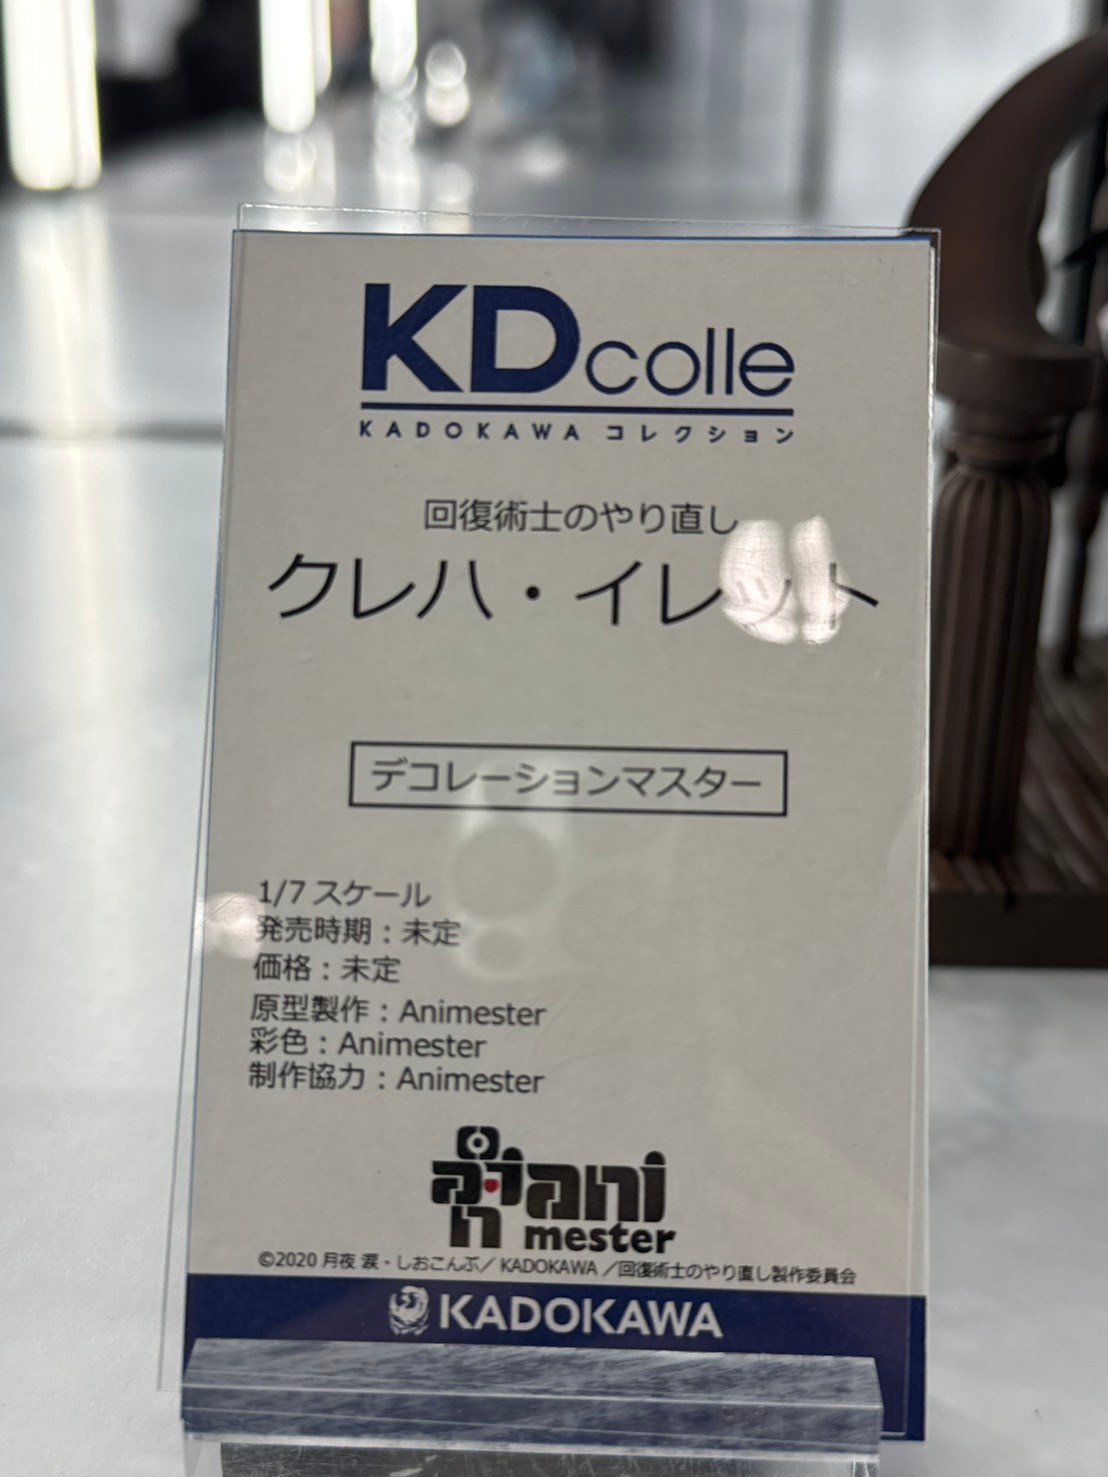 KDcolle
KADOKAWA コレクション
回復術士のやり直し
クレハ・イレット
デコレーションマスター
1/7 スケール
発売時期：未定
価格：未定
原型製作：Animester
彩色：Animester
制作協力：Animester
ani
mester
©2020 月夜 涙・しおこんぶ／KADOKAWA／回復術士のやり直し製作委員会
KADOKAWA